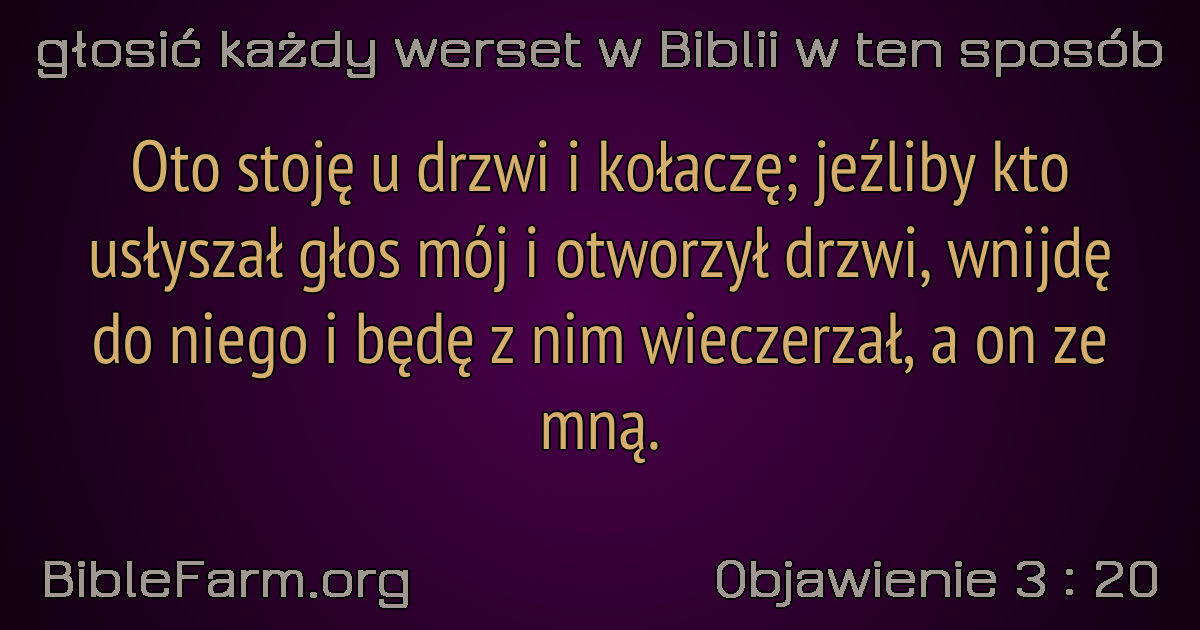 głosić każdy werset w Biblii w ten sposób
Oto stoję u drzwi i kołaczę; jeźliby kto
usłyszał głos mój i otworzył drzwi, wnijdę
do niego i będę z nim wieczerzał, a on ze
mną.
BibleFarm.org
Objawienie 3 : 20